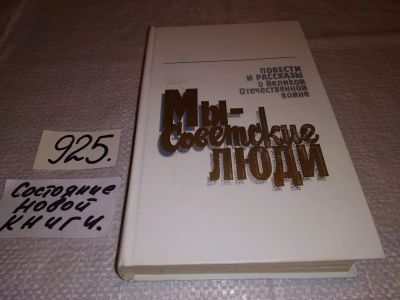 ПОВЕСТИ
И РАССКАЗЫ
О Великой
Отечественной
войне
Мы-
советские
ЛЮДИ
925.
Состояние
новой
книги.